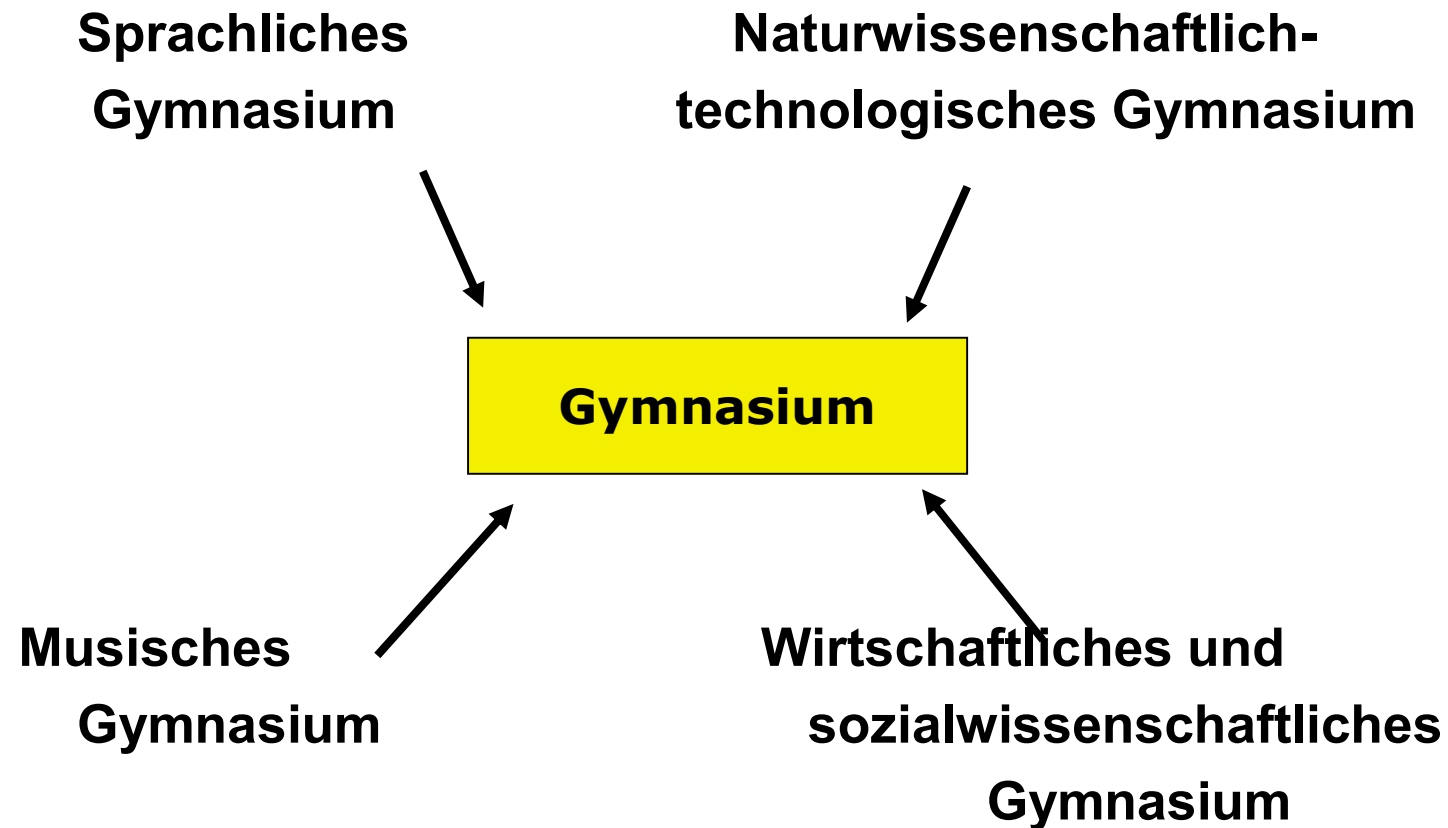 Sprachliches
Gymnasium
Naturwissenschaftlich-
technologisches Gymnasium
Gymnasium
Musisches
Gymnasium
Wirtschaftliches und
sozialwissenschaftliches
Gymnasium